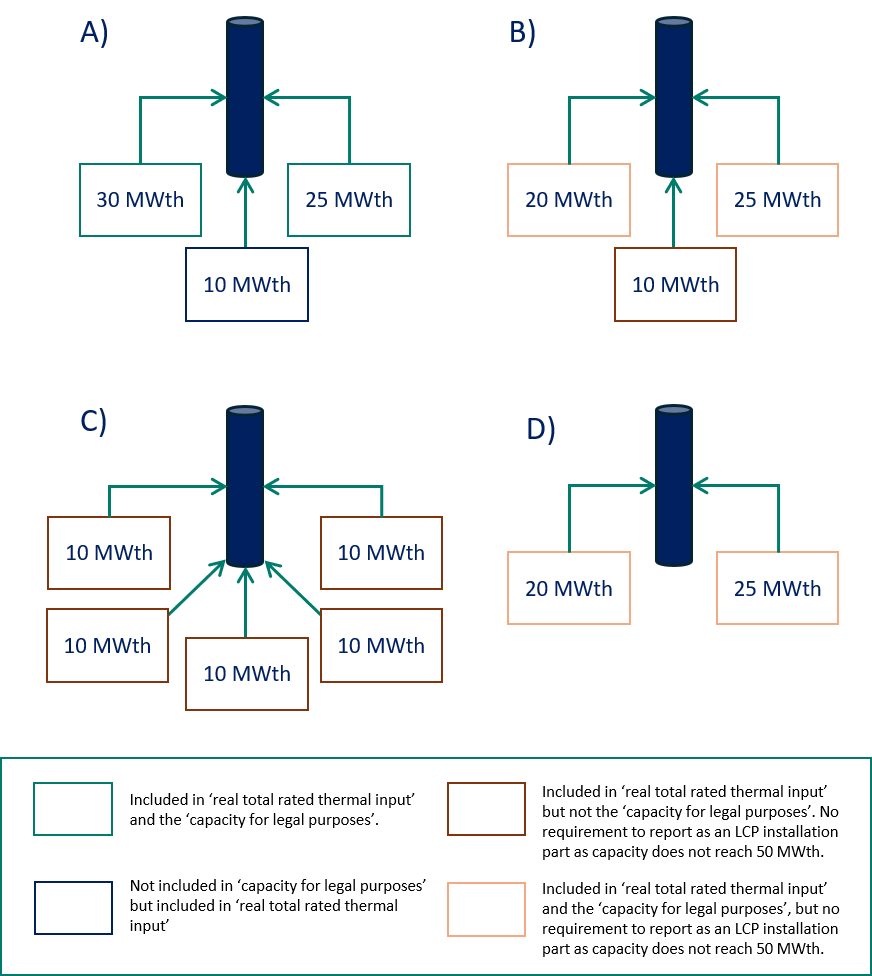 A)
B)
30 MWth
25 MWth
10 MWth
20 MWth
25 MWth
10 MWth
C)
D)
10 MWth
10 MWth
10 MWth
10 MWth
10 MWth
20 MWth
25 MWth
Included in ‘real total rated thermal input’
and the ‘capacity for legal purposes’.
Included in ‘real total rated thermal input’
but not the ‘capacity for legal purposes’. No
requirement to report as an LCP installation
part as capacity does not reach 50 MWth.
Not included in ‘capacity for legal purposes’
but included in ‘real total rated thermal
input’
Included in ‘real total rated thermal input’
and the ‘capacity for legal purposes’, but no
requirement to report as an LCP installation
part as capacity does not reach 50 MWth.